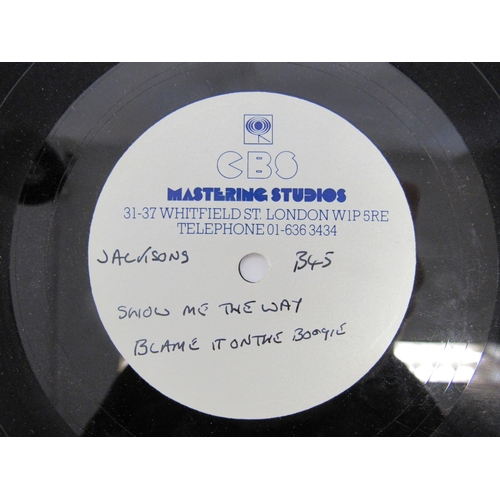 CBS
MASTERING STUDIOS
31-37 WHITFIELD ST. LONDON W1P 5RE
TELEPHONE 01-636 3434
JACKSONS B45
SHOW ME THE WAY
BLAME IT ON THE BOOGIE